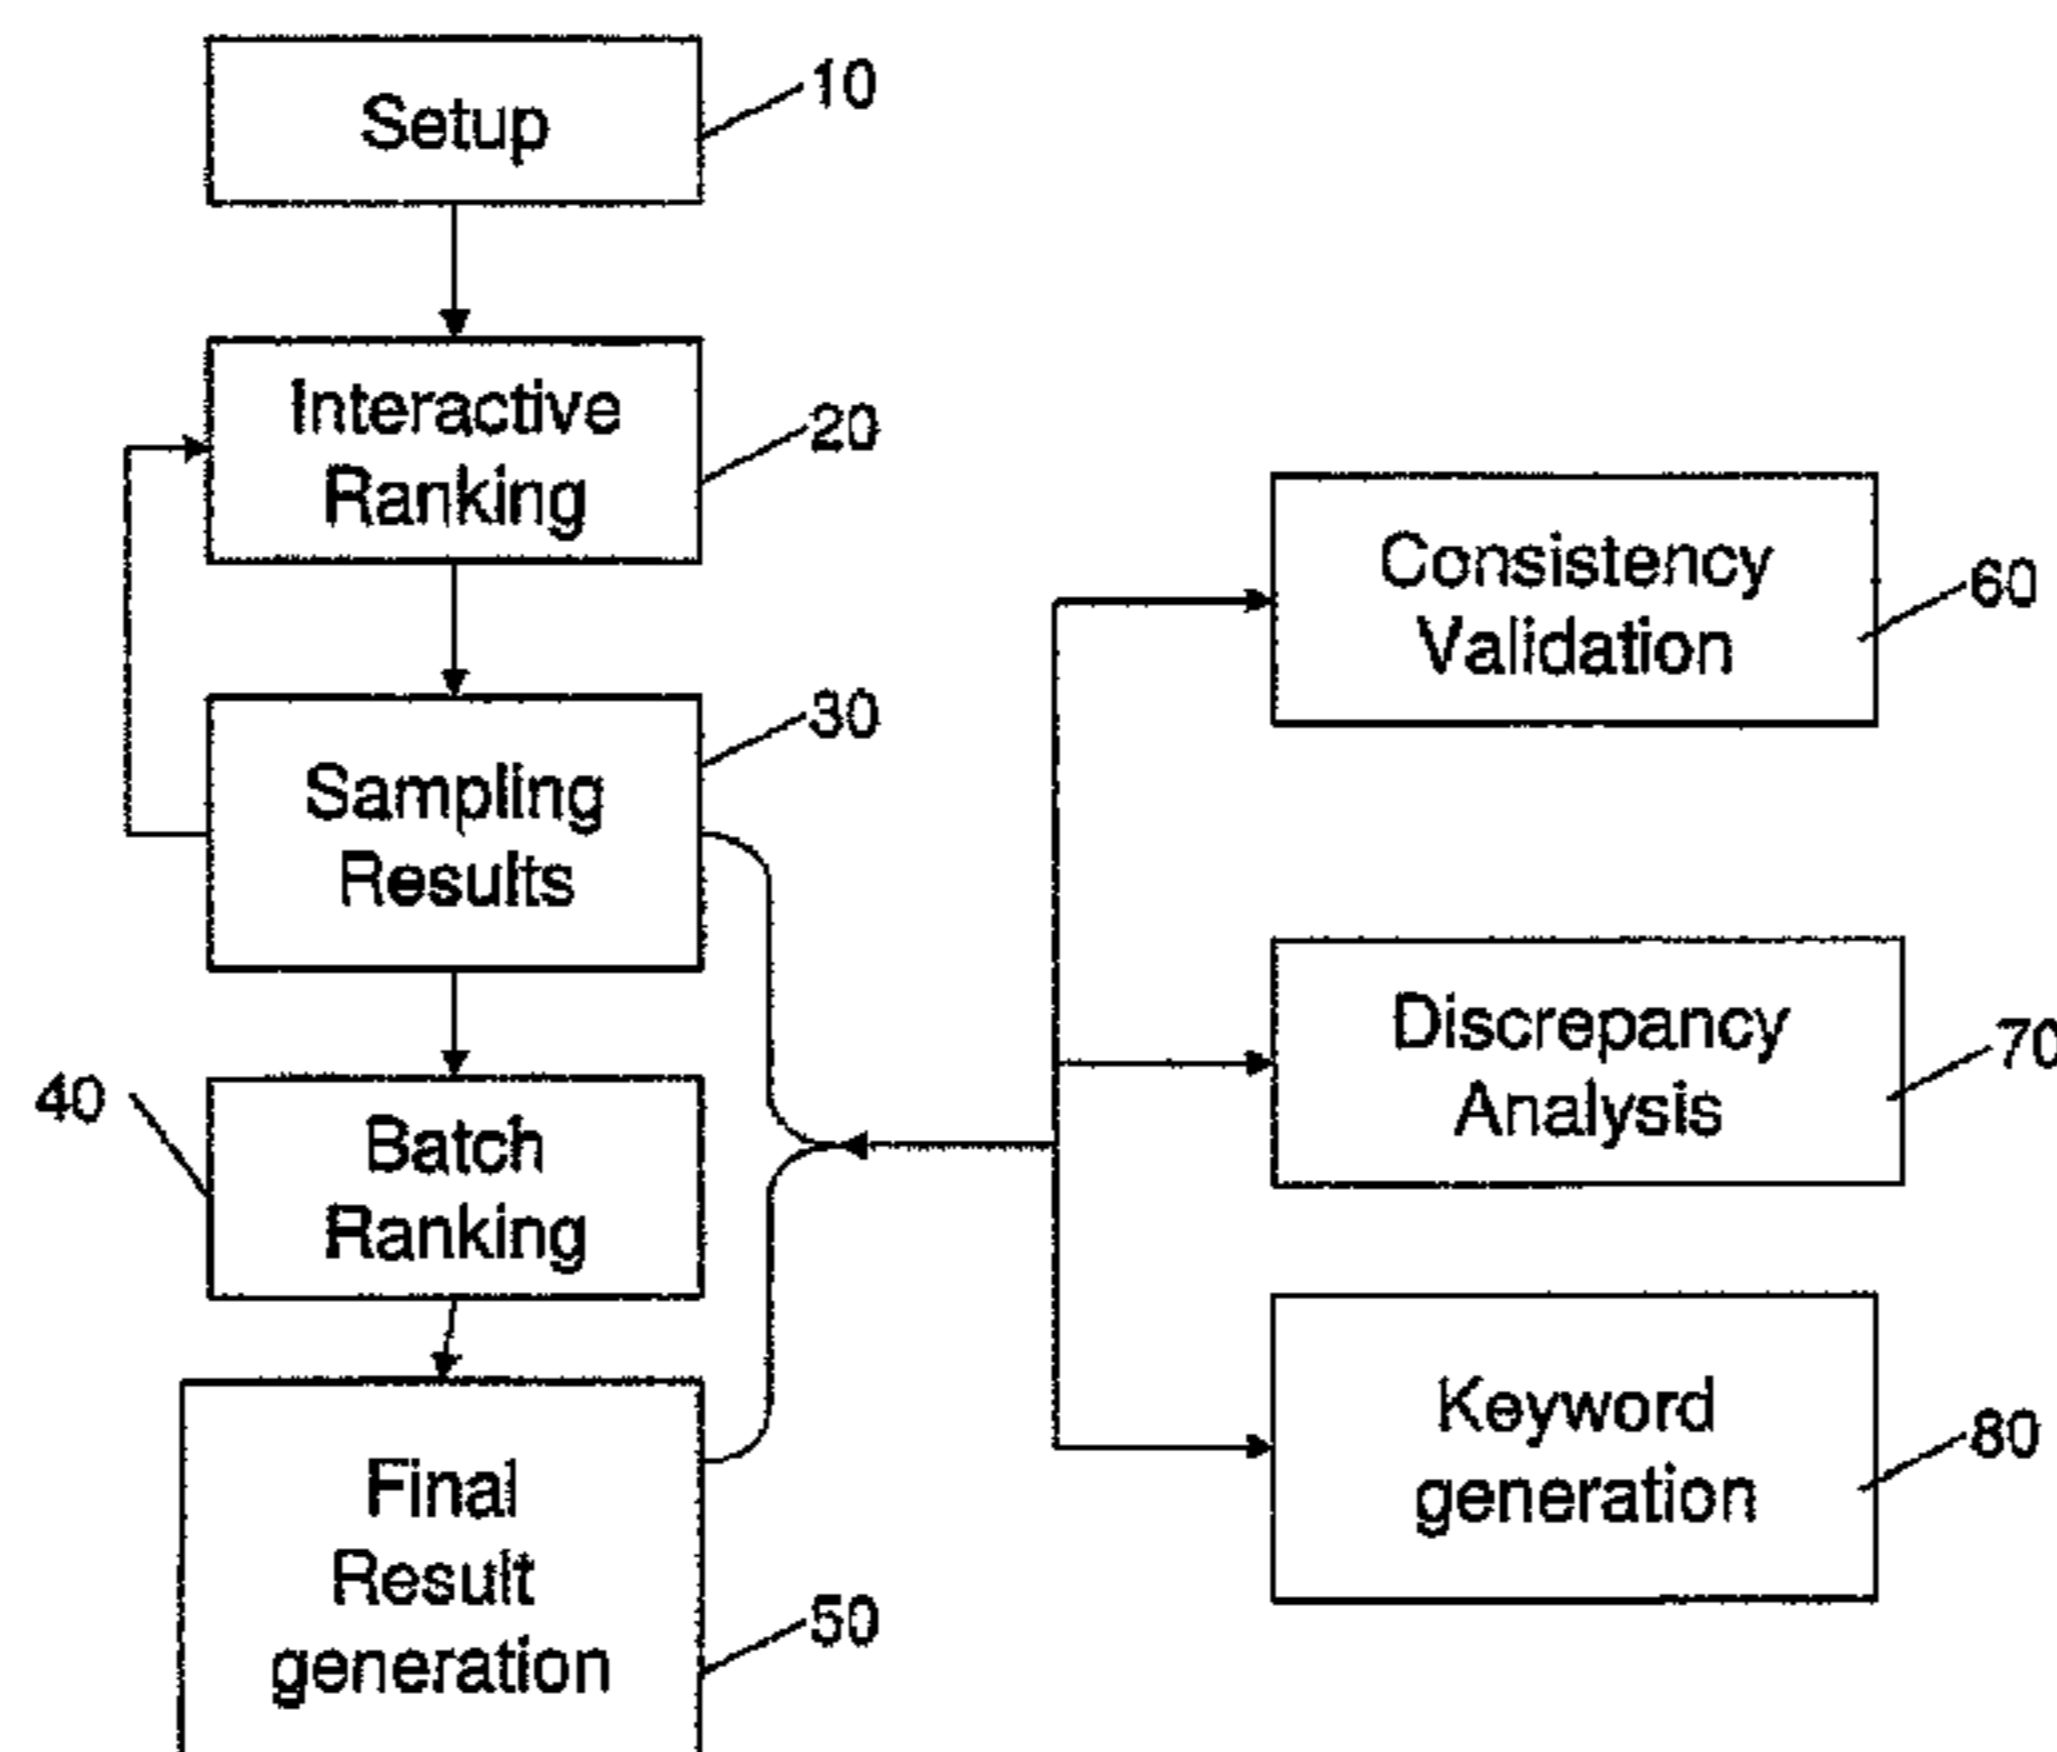 Setup
10
Interactive
Ranking
20
Sampling
Results
30
40
Batch
Ranking
Final
Result
generation
50
Consistency
Validation
60
Discrepancy
Analysis
70
Keyword
generation
80